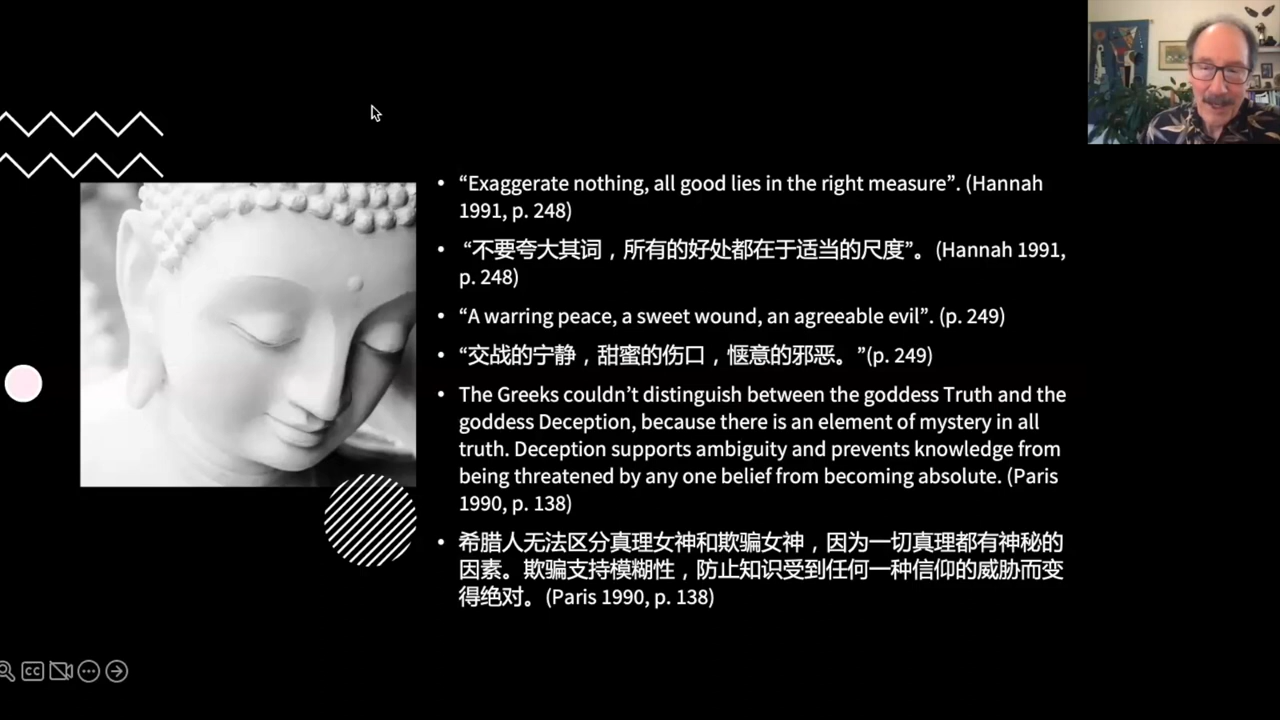 • “Exaggerate nothing, all good lies in the right measure”. (Hannah
1991, p. 248)
• “不要夸大其词，所有的好处都在于适当的尺度”。(Hannah 1991,
p. 248)
• “A warring peace, a sweet wound, an agreeable evil”. (p. 249)
• “交战的宁静，甜蜜的伤口，惬意的邪恶。”(p. 249)
• The Greeks couldn’t distinguish between the goddess Truth and the
goddess Deception, because there is an element of mystery in all
truth. Deception supports ambiguity and prevents knowledge from
being threatened by any one belief from becoming absolute. (Paris
1990, p. 138)
• 希腊人无法区分真理女神和欺骗女神，因为一切真理都有神秘的
因素。欺骗支持模糊性，防止知识受到任何一种信仰的威胁而变
得绝对。(Paris 1990, p. 138)
CC